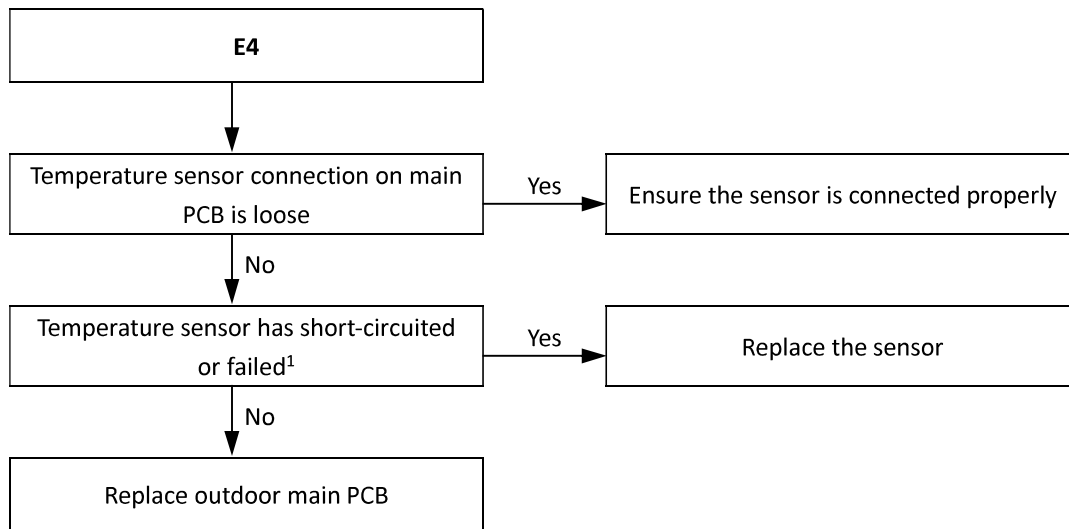 E4
Temperature sensor connection on main
PCB is loose
Yes
Ensure the sensor is connected properly
No
Temperature sensor has short-circuited
or failed¹
Yes
Replace the sensor
No
Replace outdoor main PCB